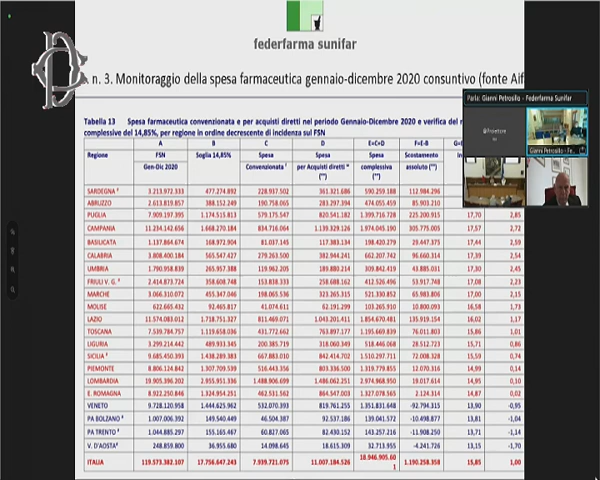 federfarma sunifar
n. 3. Monitoraggio della spesa farmaceutica gennaio-dicembre 2020 consuntivo (fonte Aif
Parla: Gianni Petrosillo - Federfarma Sunifar
Gianni Petrosillo - Fe...
Tabella 13 Spesa farmaceutica convenzionata e per acquisti diretti nel periodo Gennaio-Dicembre 2020 e verifica del
complessive del 14,85%, per regione in ordine decrescente di incidenza sul FSN
A B C D E=C+D F=E-B
Regione FSN Gen-Dic 2020 Soglia 14,85% Spesa Convenzionata Spesa per Acquisti diretti Spesa complessiva (**) Scostamento assoluto (**)
SARDEGNA 3.213.972.333 477.274.892 228.937.502 361.321.686 590.259.188 112.984.296
ABRUZZO 2.613.819.857 388.152.249 190.758.065 283.297.394 474.055.459 85.903.210
PUGLIA 7.909.197.395 1.174.515.813 579.175.547 820.541.182 1.399.716.728 225.200.915 17,70 2,85
CAMPANIA 11.234.142.656 1.668.270.184 834.716.064 1.139.329.126 1.974.045.190 305.775.005 17,57 2,72
BASILICATA 1.137.864.674 168.972.904 81.037.145 117.383.134 198.420.279 29.447.375 17,44 2,59
CALABRIA 3.808.400.184 565.547.427 279.263.500 382.944.241 662.207.742 96.660.314 17,39 2,54
UMBRIA 1.790.958.839 265.957.388 119.962.205 189.880.214 309.842.419 43.885.031 17,30 2,45
FRIULI V. G. 2.414.873.724 358.608.748 153.838.333 258.688.162 412.526.496 53.917.748 17,08 2,23
MARCHE 3.066.310.072 455.347.046 198.065.536 323.265.315 521.330.852 65.983.806 17,00 2,15
MOLISE 622.665.432 92.465.817 41.074.611 62.191.299 103.265.910 10.800.093 16,58 1,73
LAZIO 11.574.083.012 1.718.751.327 811.469.071 1.043.201.411 1.854.670.481 135.919.154 16,02 1,17
TOSCANA 7.539.784.757 1.119.658.036 431.772.662 763.897.177 1.195.669.839 76.011.803 15,86 1,01
LIGURIA 3.299.214.442 489.933.345 200.385.719 318.060.349 518.446.068 28.512.723 15,71 0,86
SICILIA 9.685.450.393 1.438.289.383 667.883.010 842.414.702 1.510.297.711 72.008.328 15,59 0,74
PIEMONTE 8.806.124.842 1.307.709.539 516.443.356 803.336.500 1.319.779.855 12.070.316 14,99 0,14
LOMBARDIA 19.905.396.202 2.955.951.336 1.488.906.699 1.486.062.251 2.974.968.950 19.017.614 14,95 0,10
E. ROMAGNA 8.922.250.846 1.324.954.251 462.531.562 864.547.003 1.327.078.565 2.124.314 14,87 0,02
VENETO 9.728.120.958 1.444.625.962 532.070.393 819.761.255 1.351.831.648 -92.794.315 13,90 -0,95
PA BOLZANO 1.007.006.392 149.540.449 46.504.387 92.537.186 139.041.572 -10.498.877 13,81 -1,04
PA TRENTO 1.044.885.297 155.165.467 60.827.065 82.430.152 143.257.216 -11.908.250 13,71 -1,14
V. D'AOSTA 248.859.800 36.955.680 14.098.645 18.615.309 32.713.955 -4.241.726 13,15 -1,70
ITALIA 119.573.382.107 17.756.647.243 7.939.721.075 11.007.184.526 18.946.905.601 1.190.258.358 15,85 1,00